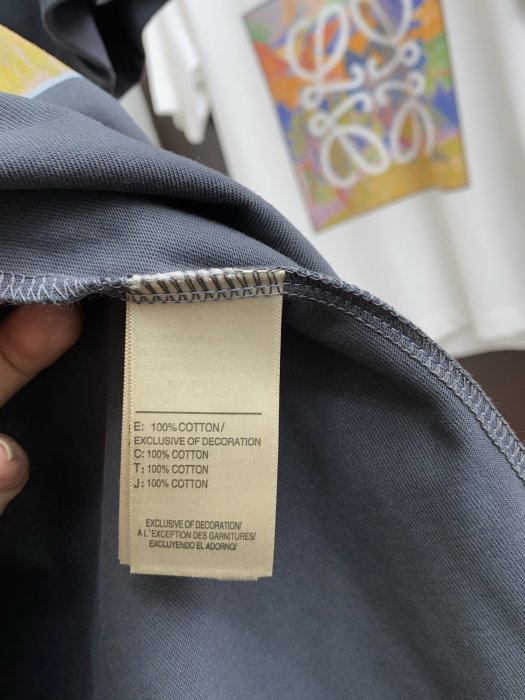 E: 100% COTTON/
EXCLUSIVE OF DECORATION
C: 100% COTTON
T: 100% COTTON
J: 100% COTTON
EXCLUSIVE OF DECORATION/
A L'EXCEPTION DES GARNITURES/
EXCLUYENDO EL ADORNO/